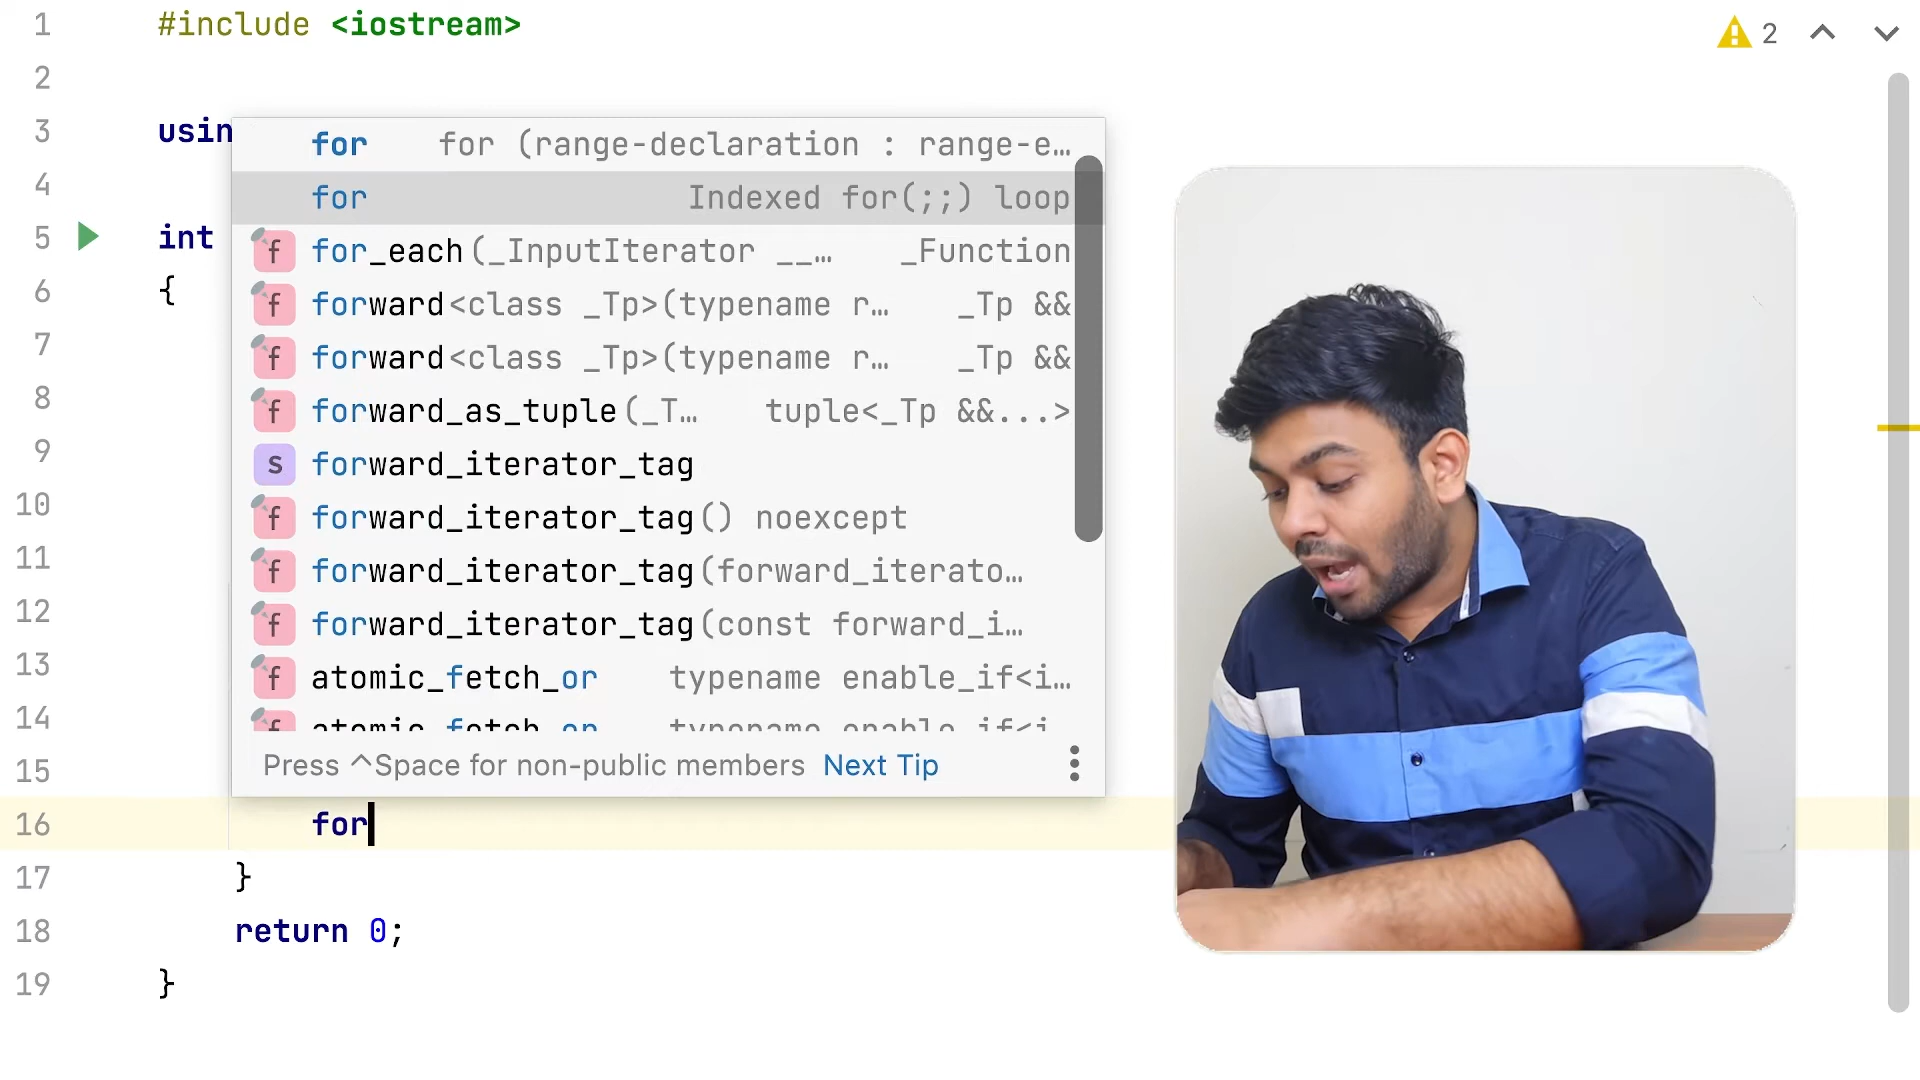 1 #include <iostream>
2
3 usin
4
5 int
6 {
7
8
9
10
11
12
13
14
15
16 for
17 }
18 return 0;
19 }
for for (range-declaration : range-e…
for Indexed for(;;) loop
f for_each(_InputIterator __… _Function
f forward<class _Tp>(typename r… _Tp &&
f forward<class _Tp>(typename r… _Tp &&
f forward_as_tuple(_T… tuple<_Tp &&...>
s forward_iterator_tag
f forward_iterator_tag() noexcept
f forward_iterator_tag(forward_iterato…
f forward_iterator_tag(const forward_i…
f atomic_fetch_or typename enable_if<i…
f atomic_fetch_or typename enable_if<i…
Press ^Space for non-public members Next Tip
2